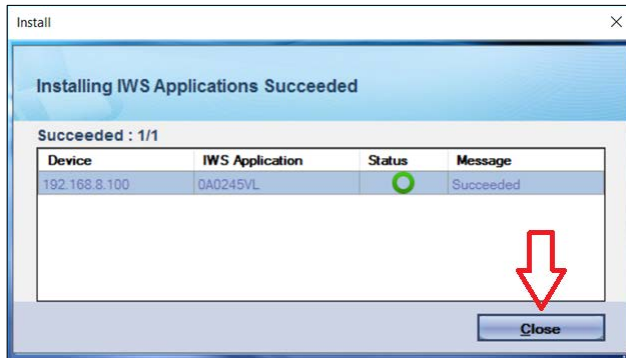 Install
Installing IWS Applications Succeeded
Succeeded : 1/1
Device IWS Application Status Message
192.168.8.100 0A0245VL Succeeded
Close